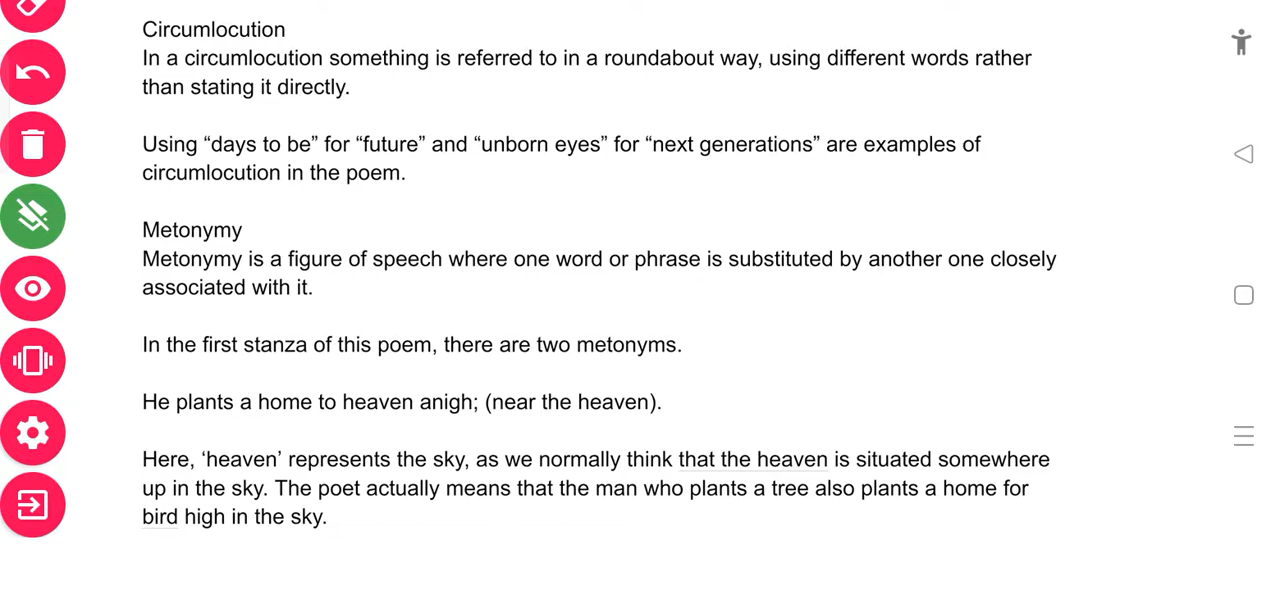 Circumlocution
In a circumlocution something is referred to in a roundabout way, using different words rather
than stating it directly.
Using “days to be” for “future” and “unborn eyes” for “next generations” are examples of
circumlocution in the poem.
Metonymy
Metonymy is a figure of speech where one word or phrase is substituted by another one closely
associated with it.
In the first stanza of this poem, there are two metonyms.
He plants a home to heaven anigh; (near the heaven).
Here, ‘heaven’ represents the sky, as we normally think that the heaven is situated somewhere
up in the sky. The poet actually means that the man who plants a tree also plants a home for
bird high in the sky.